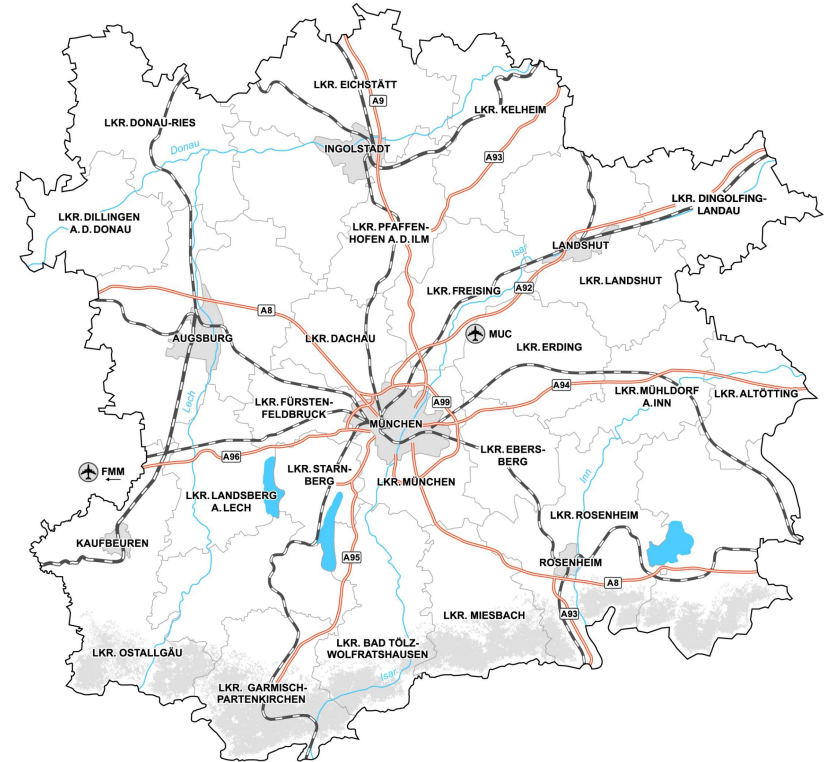 LKR. EICHSTÄTT
A9
LKR. KELHEIM
LKR. DONAU-RIES
Donau
INGOLSTADT
A93
LKR. DILLINGEN
A. D. DONAU
LKR. DINGOLFING-
LANDAU
LKR. PFAFFEN-
HOFEN A. D. ILM
Isar
LANDSHUT
LKR. LANDSHUT
LKR. FREISING
A92
A8
MUC
AUGSBURG
LKR. DACHAU
LKR. ERDING
A94
LKR. MÜHLDORF
A. INN
LKR. ALTÖTTING
Lech
LKR. FÜRSTEN-
FELDBRUCK
A99
MÜNCHEN
A96
FMM
LKR. STARN-
BERG
LKR. EBERS-
BERG
LKR. MÜNCHEN
Inn
LKR. LANDSBERG
A. LECH
LKR. ROSENHEIM
KAUFBEUREN
A95
ROSENHEIM
A8
A93
LKR. MIESBACH
LKR. OSTALLGÄU
LKR. BAD TÖLZ-
WOLFRATSHAUSEN
Isar
LKR. GARMISCH-
PARTENKIRCHEN